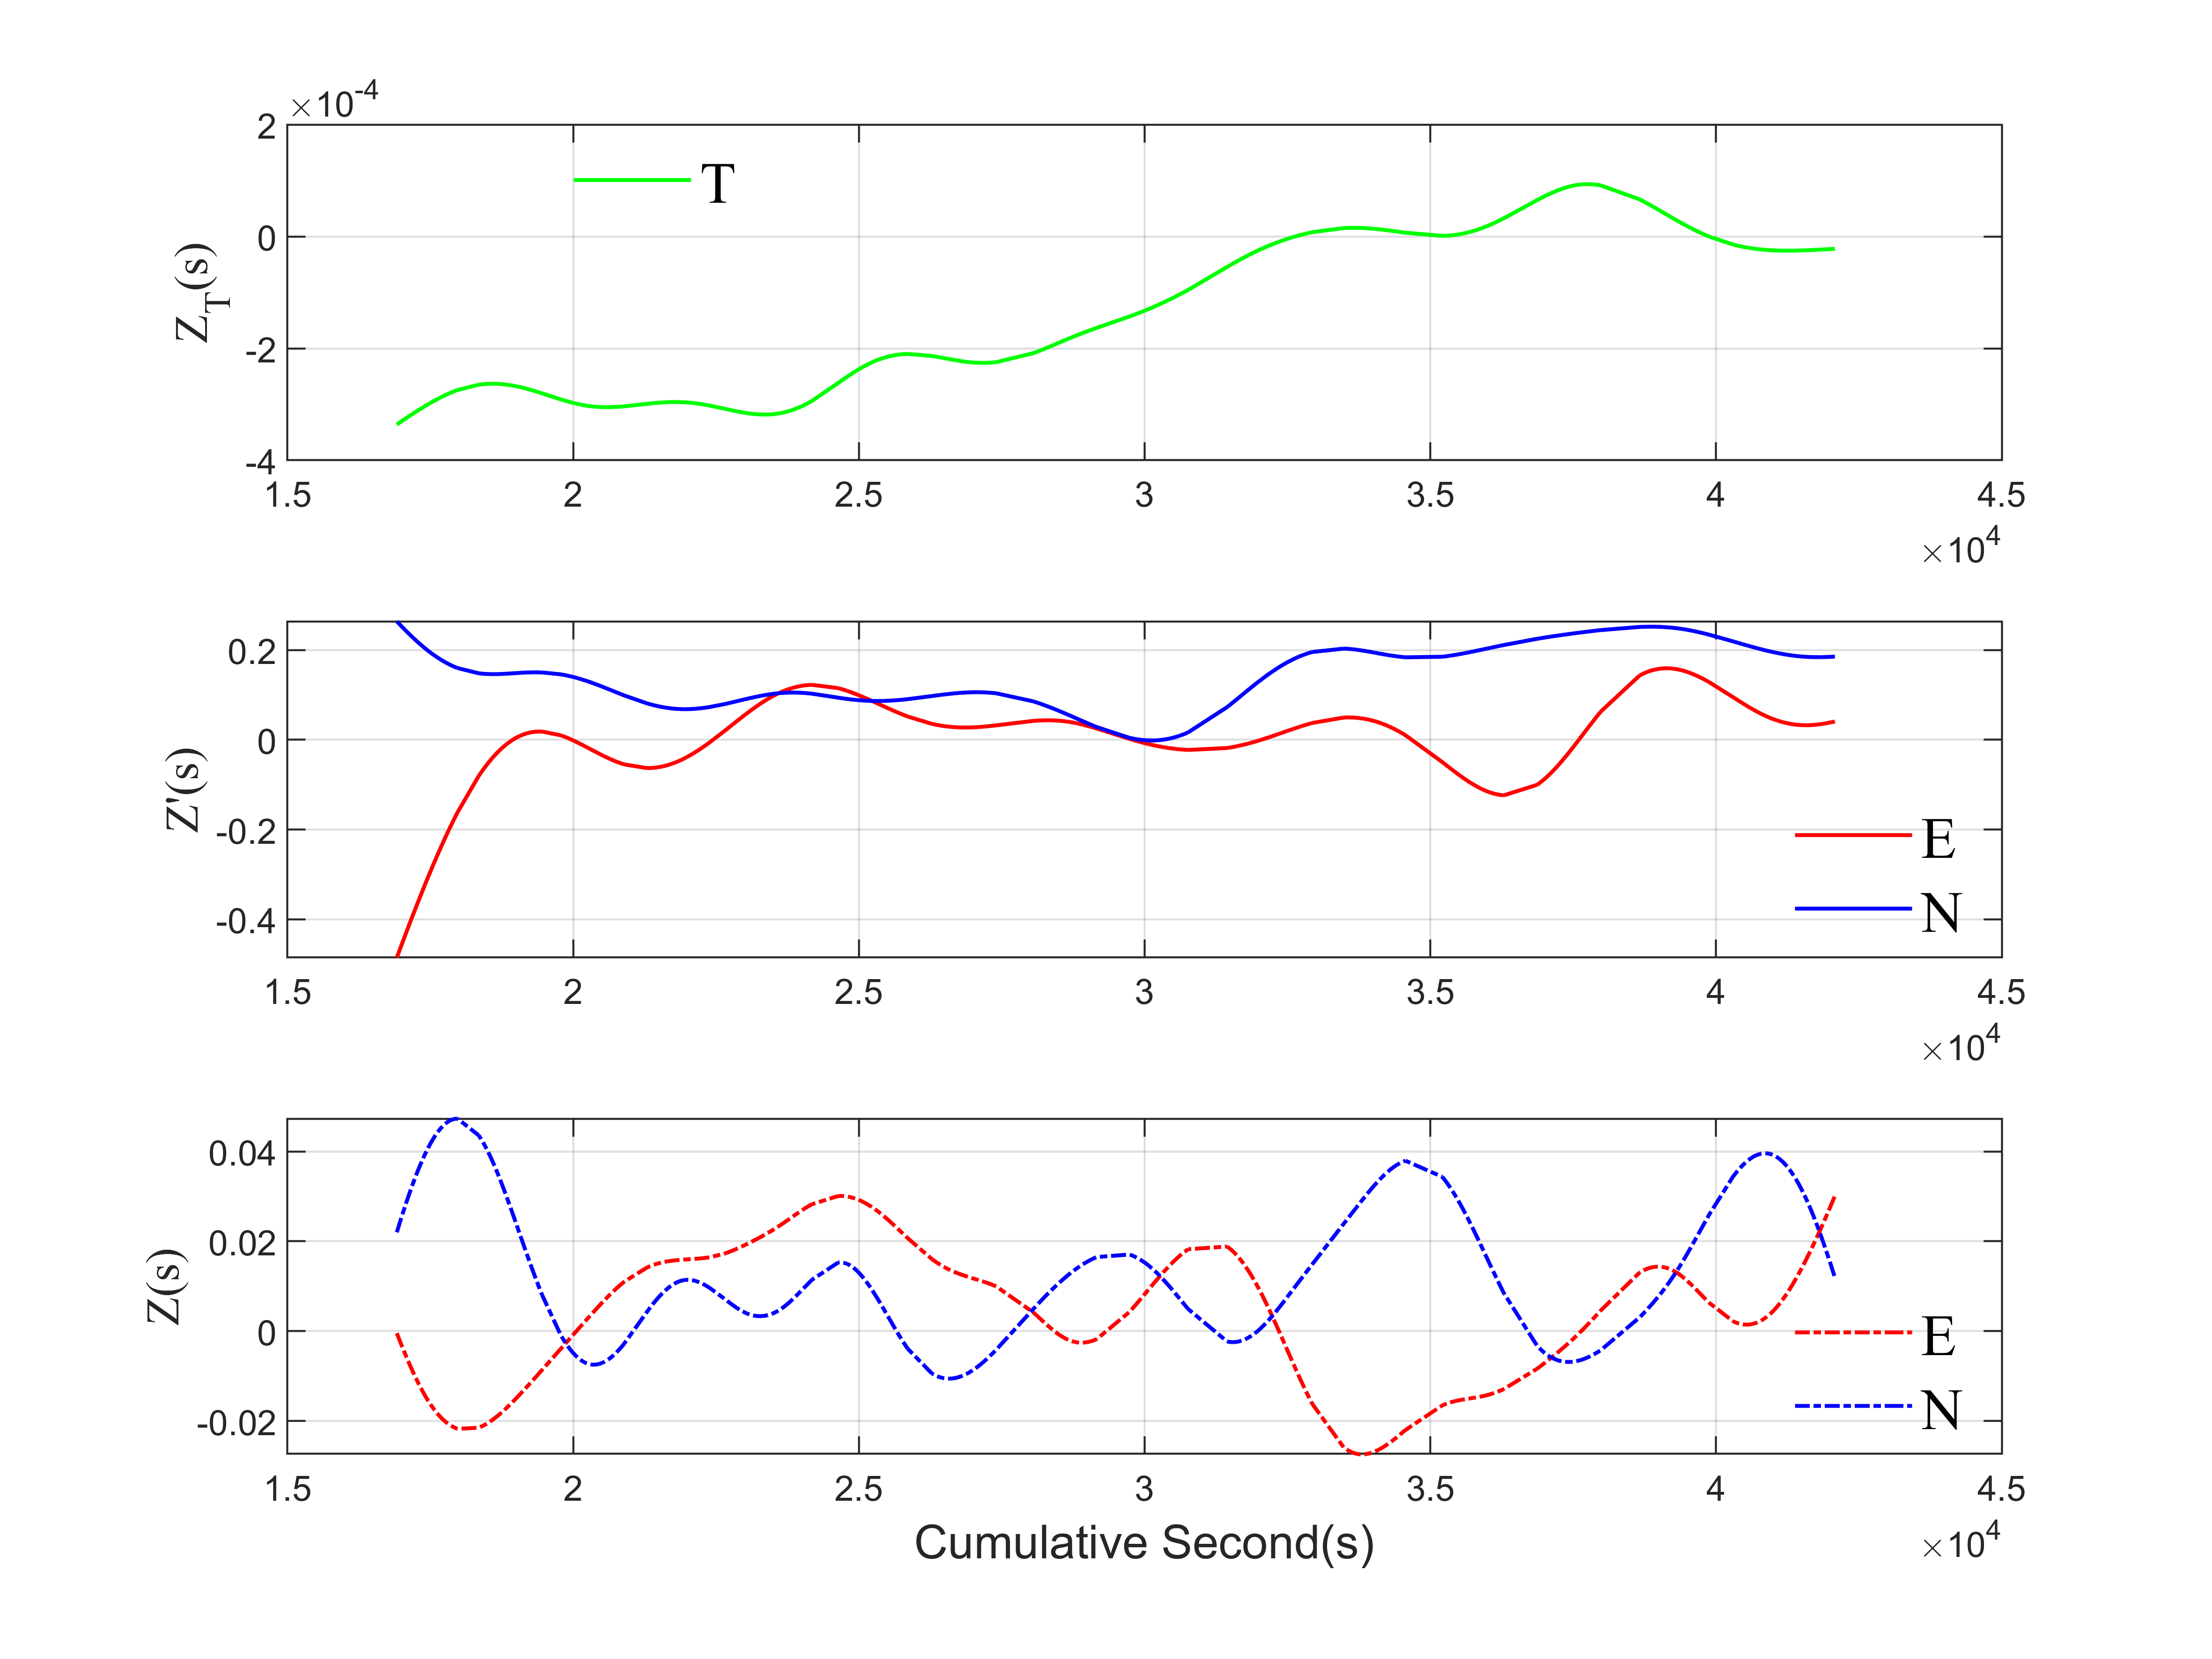 ×10-4
2
0
-2
-4
ZT(s)
T
1.5 2 2.5 3 3.5 4 4.5
×104
0.2
0
-0.2
-0.4
Z'(s)
E
N
1.5 2 2.5 3 3.5 4 4.5
×104
0.04
0.02
0
-0.02
Z(s)
E
N
1.5 2 2.5 3 3.5 4 4.5
Cumulative Second(s)
×104